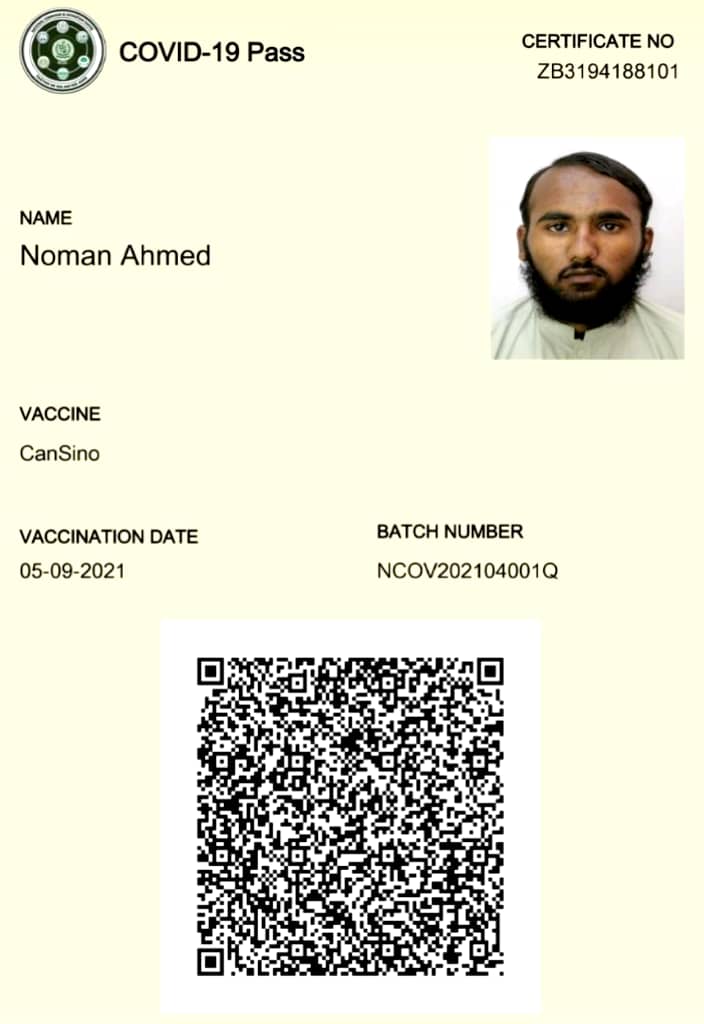 COVID-19 Pass
CERTIFICATE NO
ZB3194188101
NAME
Noman Ahmed
VACCINE
CanSino
VACCINATION DATE
05-09-2021
BATCH NUMBER
NCOV202104001Q